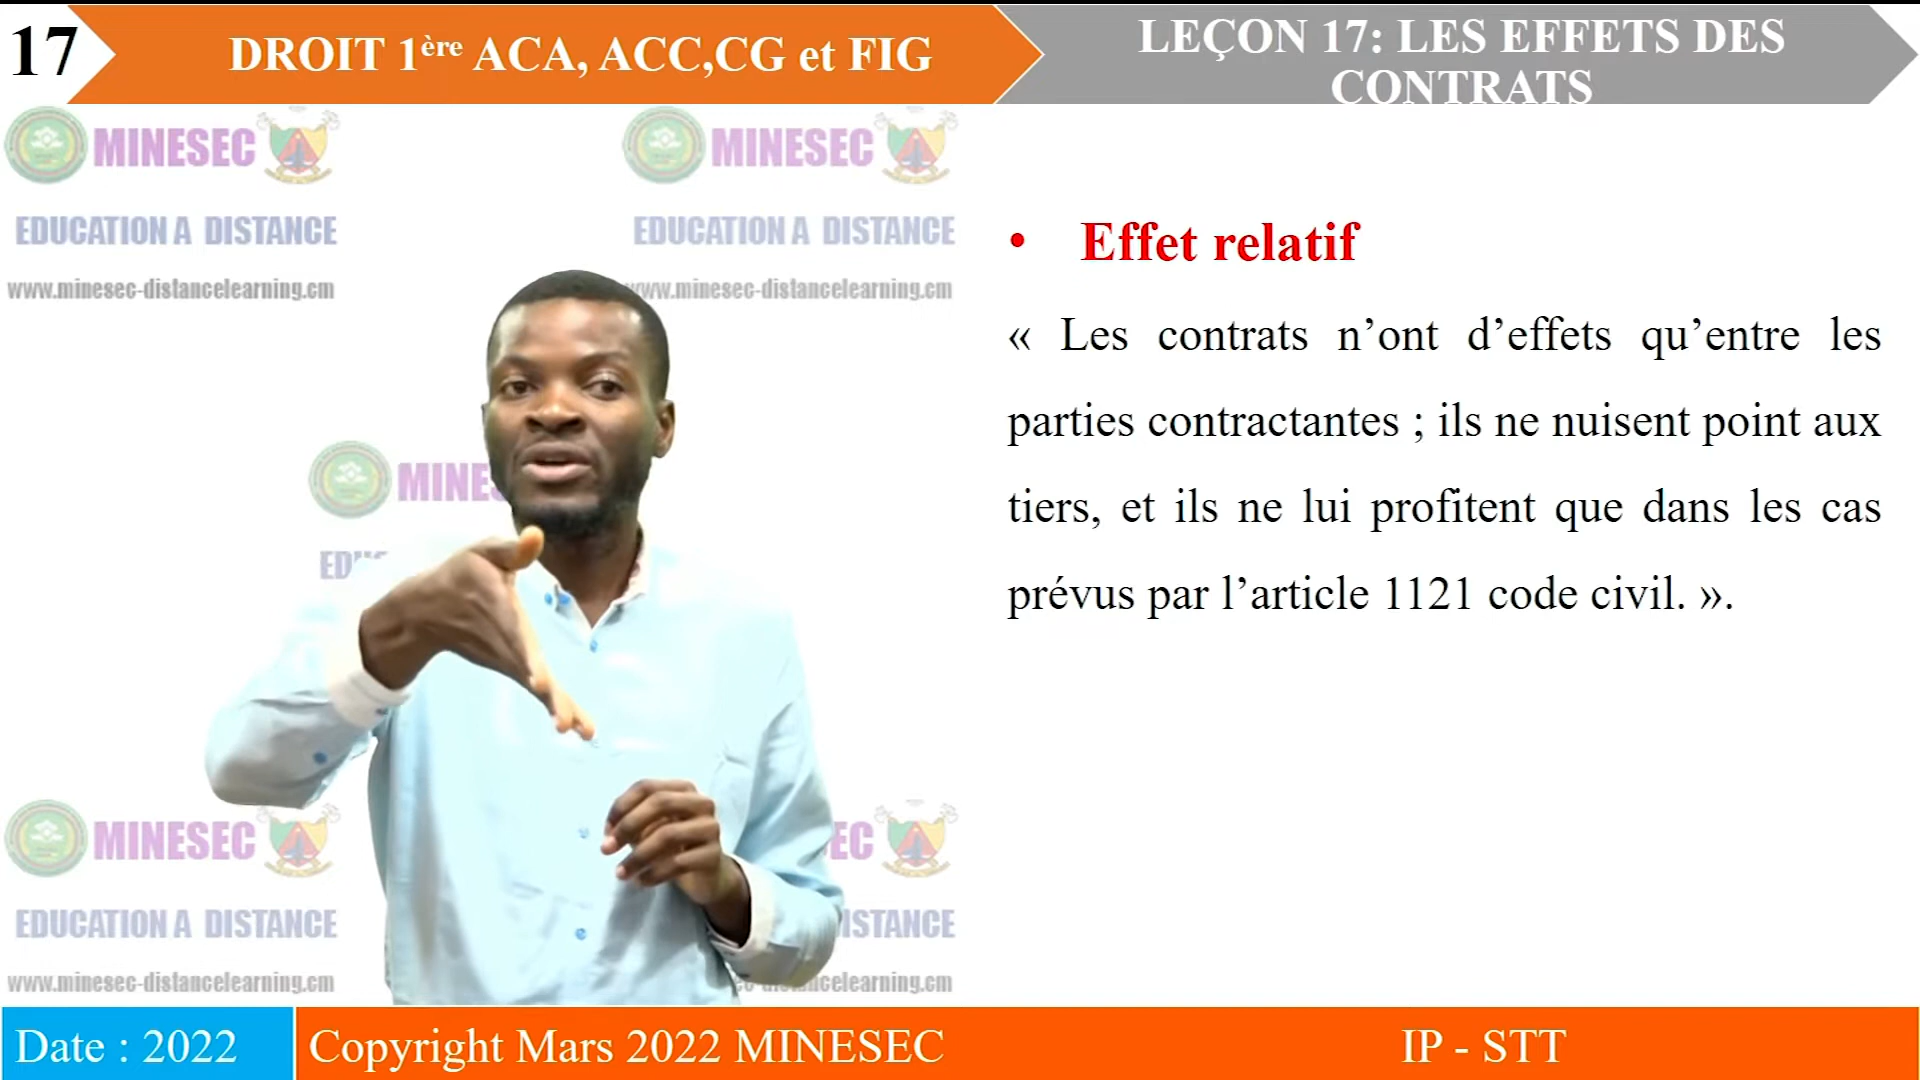 17
DROIT 1ère ACA, ACC,CG et FIG
LEÇON 17: LES EFFETS DES
CONTRATS
MINESEC
EDUCATION A DISTANCE
www.minesec-distancelearning.cm
MINESEC
EDUCATION A DISTANCE
www.minesec-distancelearning.cm
• Effet relatif
« Les contrats n’ont d’effets qu’entre les
parties contractantes ; ils ne nuisent point aux
tiers, et ils ne lui profitent que dans les cas
prévus par l’article 1121 code civil. ».
MINESEC
EDUCATION A DISTANCE
www.minesec-distancelearning.cm
Date : 2022
Copyright Mars 2022 MINESEC
IP - STT